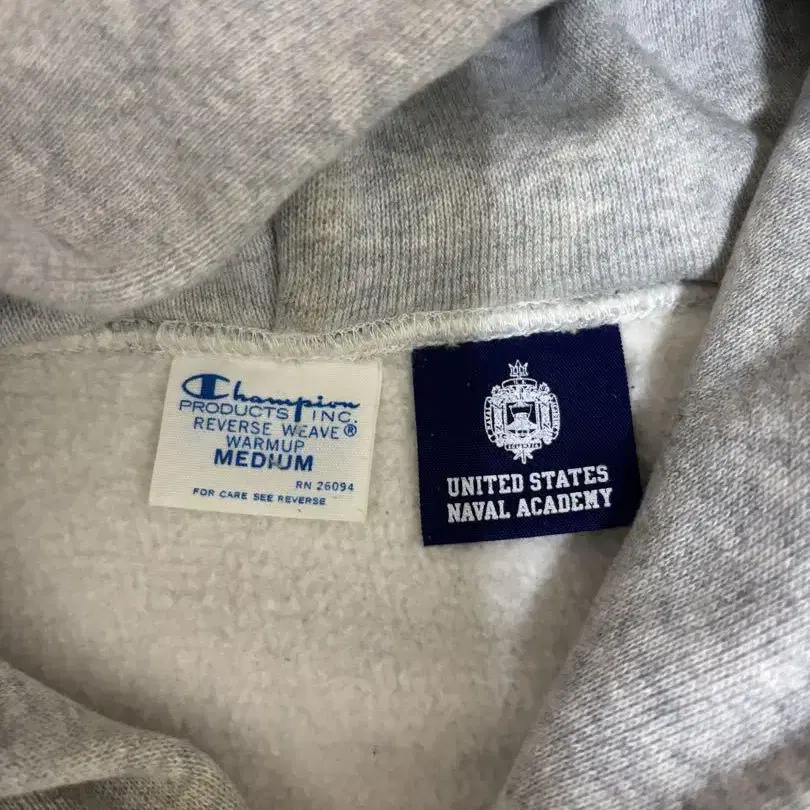 Champion
PRODUCTS INC.
REVERSE WEAVE®
WARMUP
MEDIUM
RN 26094
FOR CARE SEE REVERSE
UNITED STATES
NAVAL ACADEMY